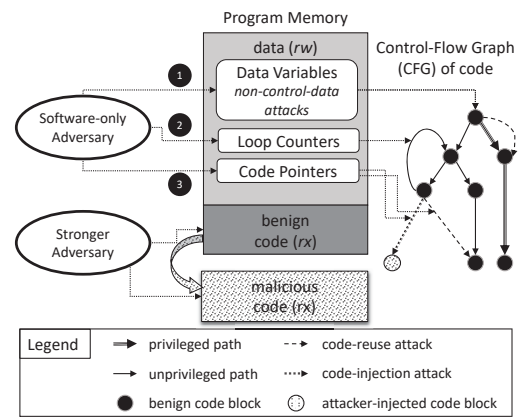 Program Memory
data (rw)
Control-Flow Graph
(CFG) of code
1
Data Variables
non-control-data
attacks
Software-only
Adversary
2
Loop Counters
3
Code Pointers
benign
code (rx)
Stronger
Adversary
malicious
code (rx)
Legend
privileged path
code-reuse attack
unprivileged path
code-injection attack
benign code block
attacker-injected code block